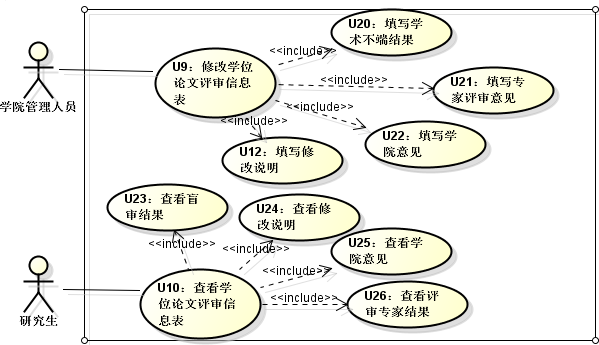 U20：填写学
术不端结果
<<include>>
U9：修改学位
论文评审信息
表
<<include>>
U21：填写专
家评审意见
学院管理人员
<<include>>
<<include>>
U22：填写学
院意见
U12：填写修
改说明
U23：查看盲
审结果
U24：查看修
改说明
<<include>>
<<include>>
U25：查看学
院意见
<<include>>
U10：查看学
位论文评审信
息表
<<include>>
U26：查看评
审专家结果
研究生